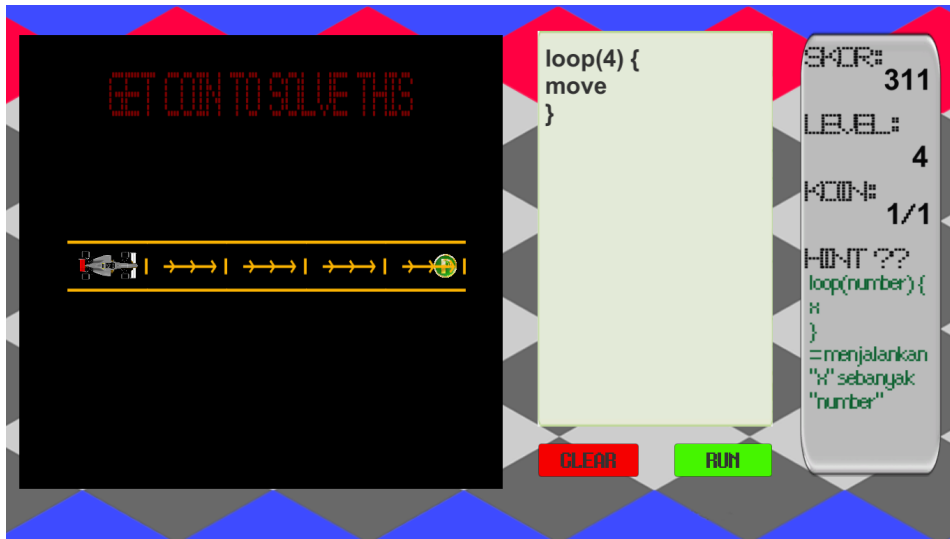 GET COIN TO SOLVE THIS
loop(4) {
move
}
CLEAR
RUN
SKOR:
311
LEVEL:
4
KOIN:
1/1
HINT ??
loop(number) {
x
}
=menjalankan
"x" sebanyak
"number"